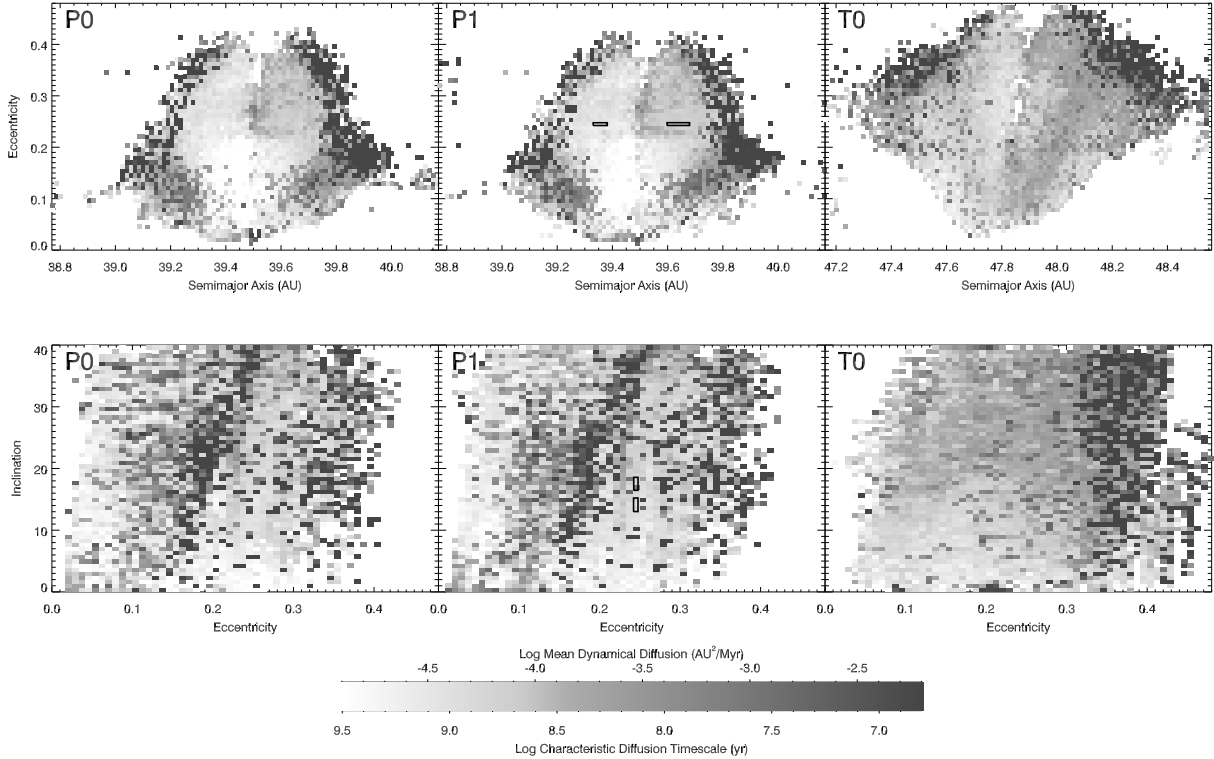 P0 P1 T0
0.4
0.3
0.2
0.1
0.0
Eccentricity
38.8 39.0 39.2 39.4 39.6 39.8 40.0 38.8 39.0 39.2 39.4 39.6 39.8 40.0 47.2 47.4 47.6 47.8 48.0 48.2 48.4
Semimajor Axis (AU) Semimajor Axis (AU) Semimajor Axis (AU)
P0 P1 T0
40
30
20
10
0
Inclination
0.0 0.1 0.2 0.3 0.4 0.0 0.1 0.2 0.3 0.4 0.0 0.1 0.2 0.3 0.4
Eccentricity Eccentricity Eccentricity
Log Mean Dynamical Diffusion (AU²/Myr)
-4.5 -4.0 -3.5 -3.0 -2.5
9.5 9.0 8.5 8.0 7.5 7.0
Log Characteristic Diffusion Timescale (yr)